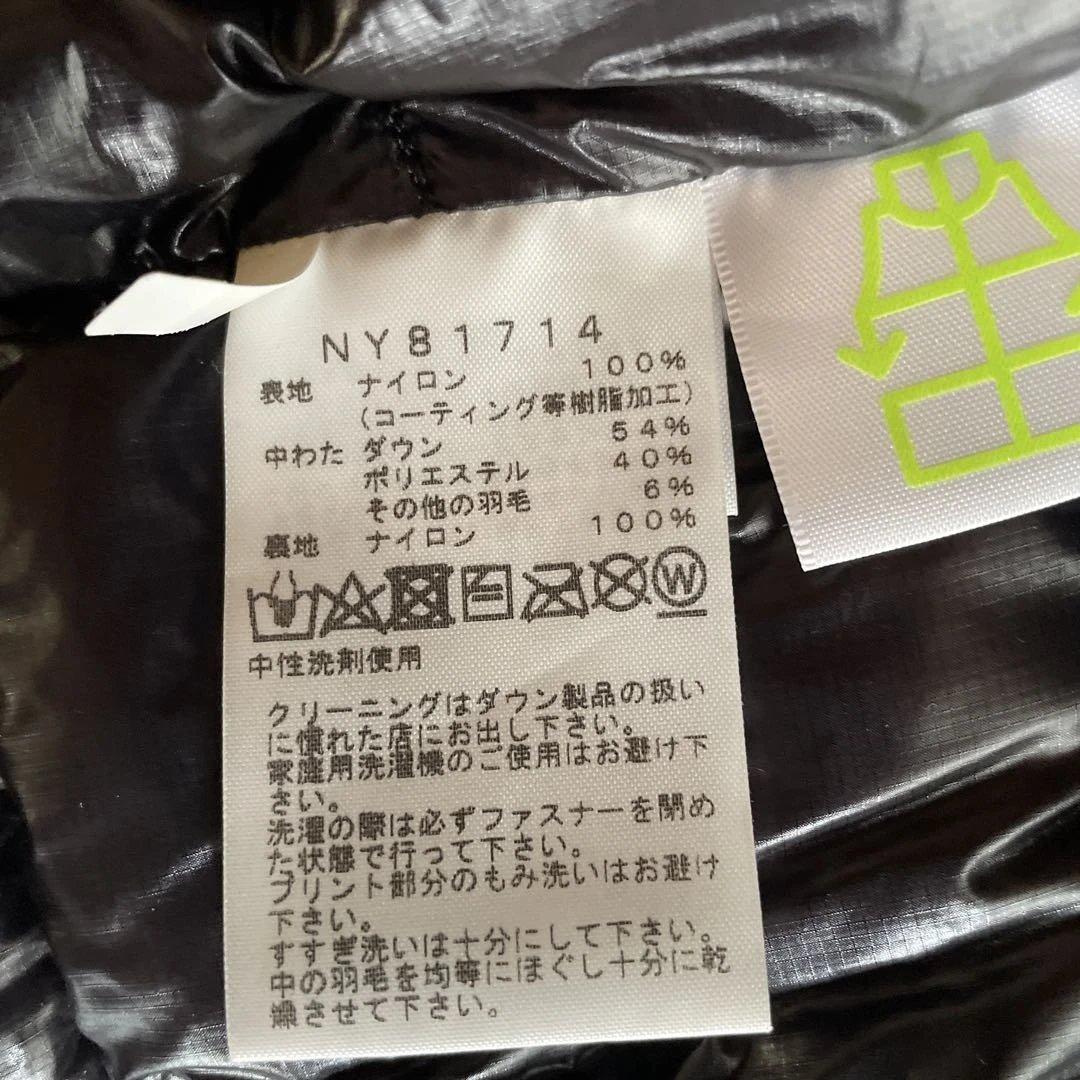 NY81714
表地 ナイロン 100%
(コーティング等樹脂加工)
中わた ダウン 54%
ポリエステル 40%
その他の羽毛 6%
裏地 ナイロン 100%
W
中性洗剤使用
クリーニングはダウン製品の扱い
に慣れた店にお出し下さい。
家庭用洗濯機のご使用はお避け下
さい。
洗濯の際は必ずファスナーを閉め
た状態で行って下さい。
プリント部分のもみ洗いはお避け
下さい。
すすぎ洗いは十分にして下さい。
中の羽毛を均等にほぐし十分に乾
燥させて下さい。